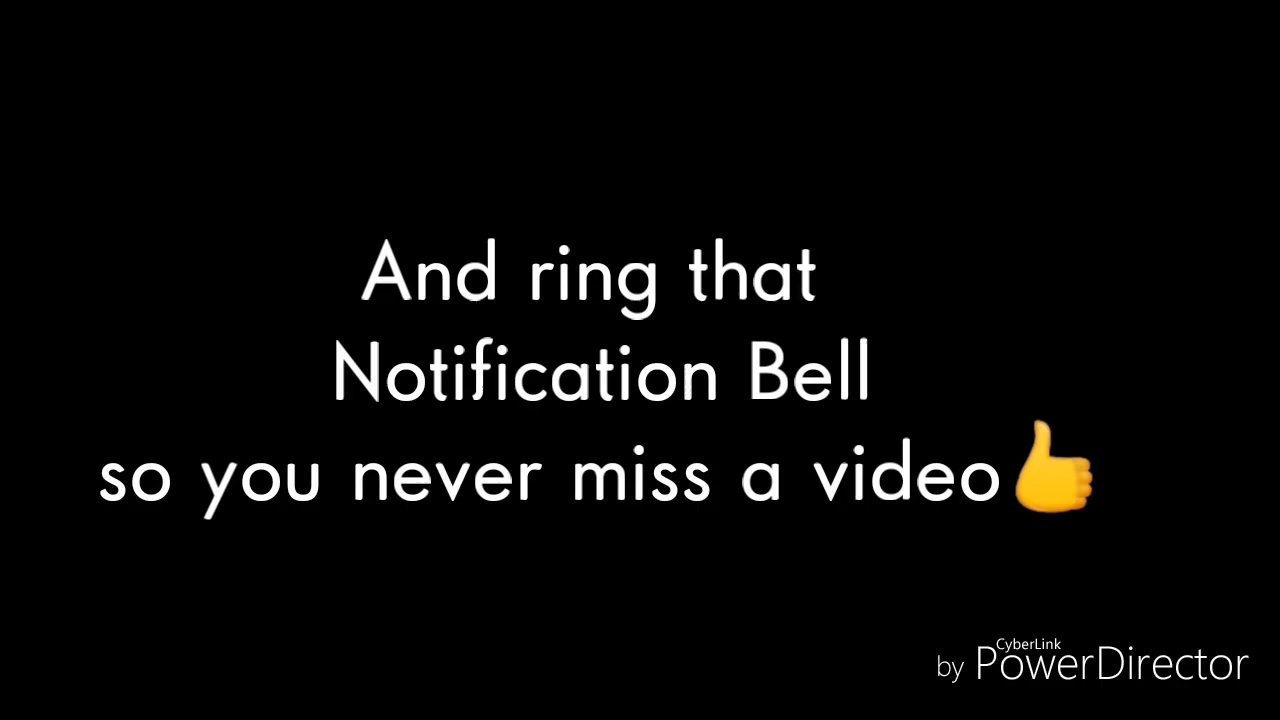 And ring that
Notification Bell
so you never miss a video👍
CyberLink
by PowerDirector